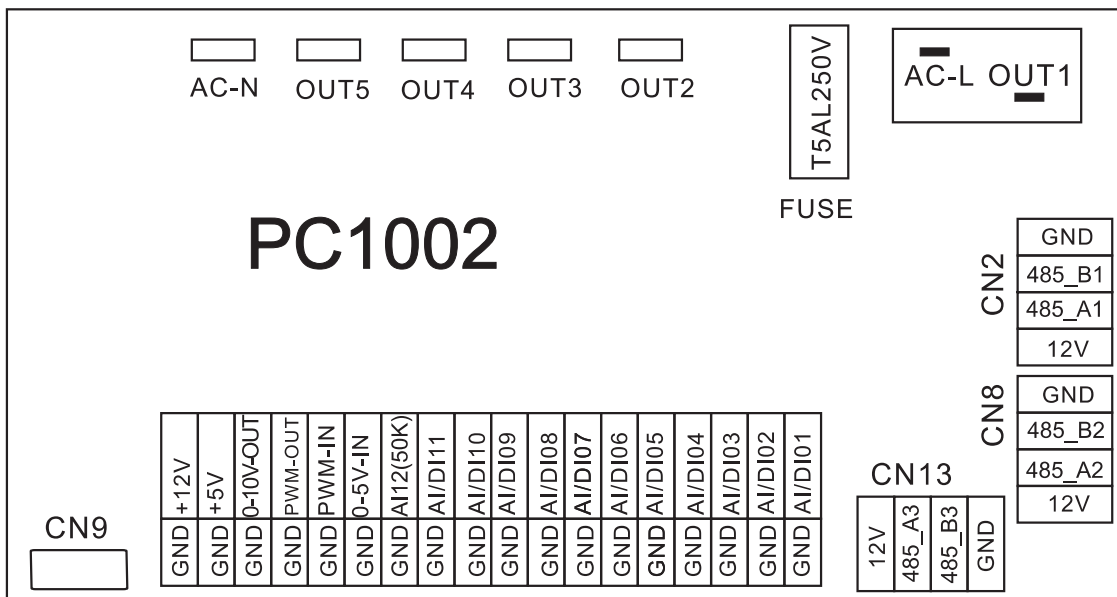 AC-N OUT5 OUT4 OUT3 OUT2
T5AL250V
FUSE
AC-L OUT1
PC1002
CN2
GND
485_B1
485_A1
12V
CN8
GND
485_B2
485_A2
12V
CN13
12V
485_A3
485_B3
GND
CN9
+12V
+5V
0-10V-OUT
PWM-OUT
PWM-IN
0-5V-IN
AI12(50K)
AI/DI11
AI/DI10
AI/DI09
AI/DI08
AI/DI07
AI/DI06
AI/DI05
AI/DI04
AI/DI03
AI/DI02
AI/DI01
GND GND GND GND GND GND GND GND GND GND GND GND GND GND GND GND GND GND